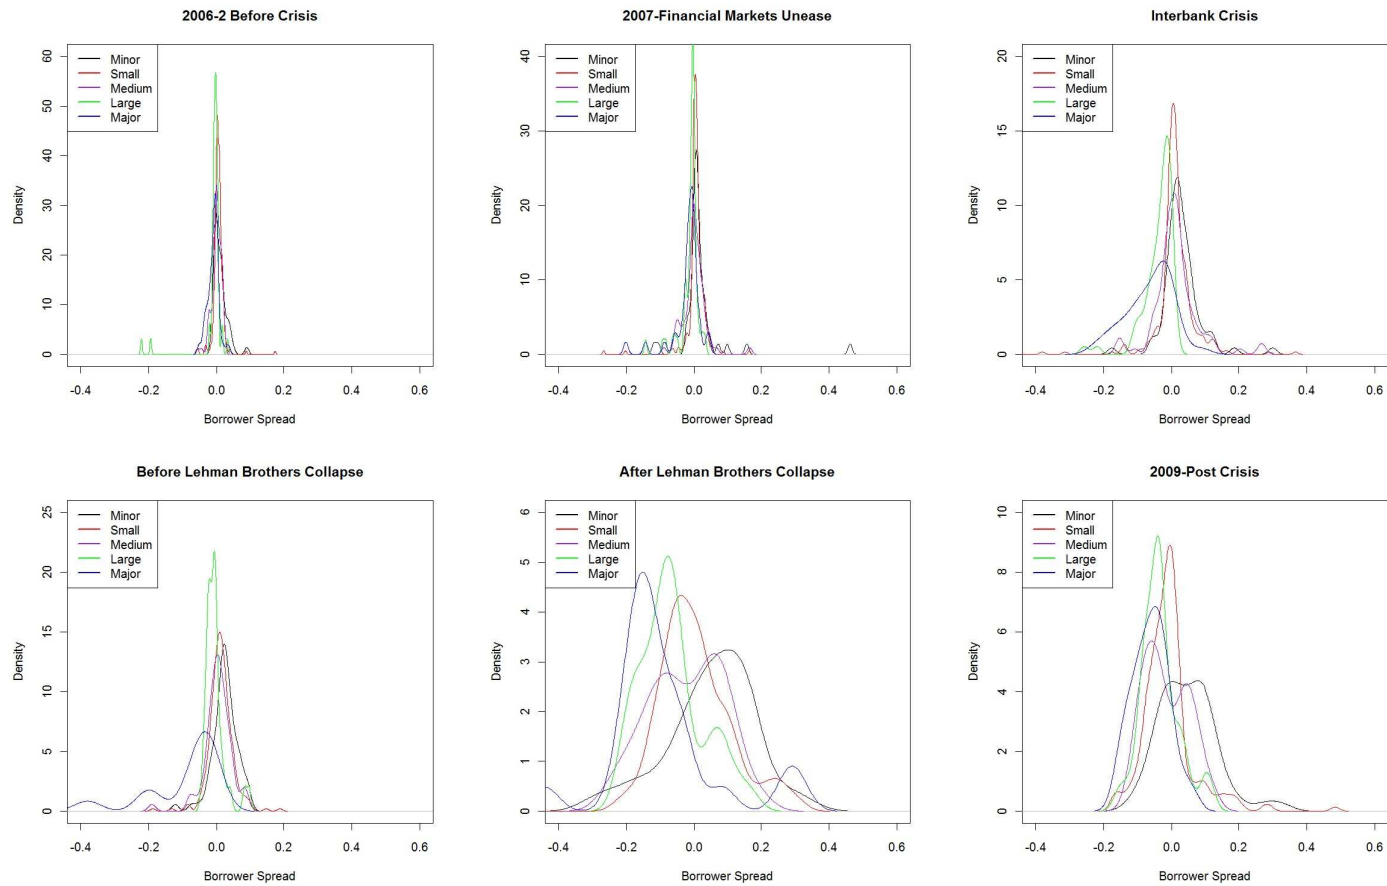 2006-2 Before Crisis
Density
60
50
40
30
20
10
0
Minor
Small
Medium
Large
Major
-0.4 -0.2 0.0 0.2 0.4 0.6
Borrower Spread
2007-Financial Markets Unease
Density
40
30
20
10
0
Minor
Small
Medium
Large
Major
-0.4 -0.2 0.0 0.2 0.4 0.6
Borrower Spread
Interbank Crisis
Density
20
15
10
5
0
Minor
Small
Medium
Large
Major
-0.4 -0.2 0.0 0.2 0.4 0.6
Borrower Spread
Before Lehman Brothers Collapse
Density
25
20
15
10
5
0
Minor
Small
Medium
Large
Major
-0.4 -0.2 0.0 0.2 0.4 0.6
Borrower Spread
After Lehman Brothers Collapse
Density
6
5
4
3
2
1
0
Minor
Small
Medium
Large
Major
-0.4 -0.2 0.0 0.2 0.4 0.6
Borrower Spread
2009-Post Crisis
Density
10
8
6
4
2
0
Minor
Small
Medium
Large
Major
-0.4 -0.2 0.0 0.2 0.4 0.6
Borrower Spread